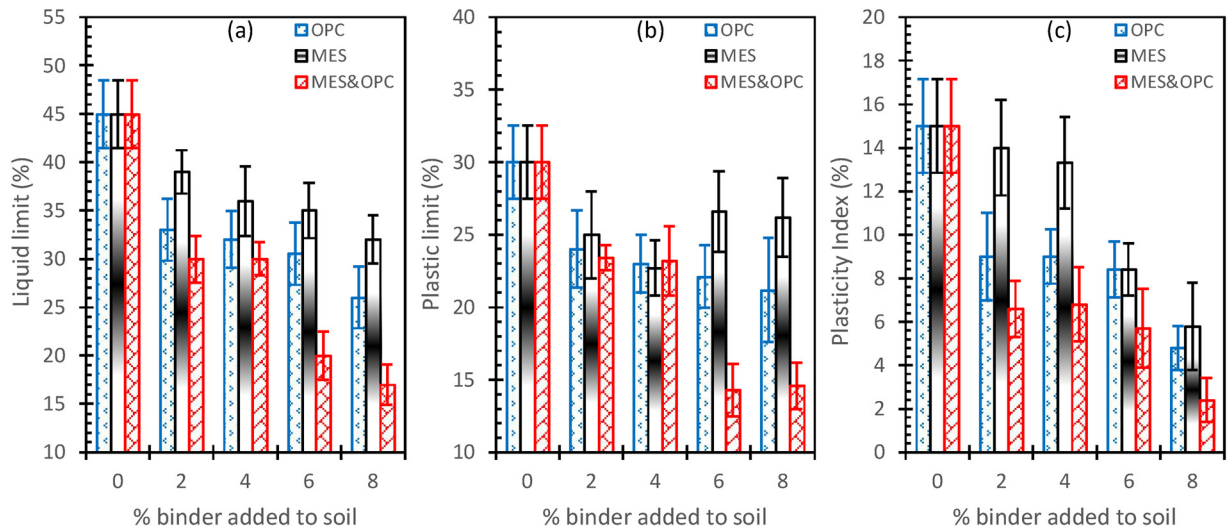 (a)
OPC
MES
MES&OPC
Liquid limit (%)
55
50
45
40
35
30
25
20
15
10
0 2 4 6 8
% binder added to soil
(b)
OPC
MES
MES&OPC
Plastic limit (%)
40
35
30
25
20
15
10
0 2 4 6 8
% binder added to soil
(c)
OPC
MES
MES&OPC
Plasticity Index (%)
20
18
16
14
12
10
8
6
4
2
0
0 2 4 6 8
% binder added to soil